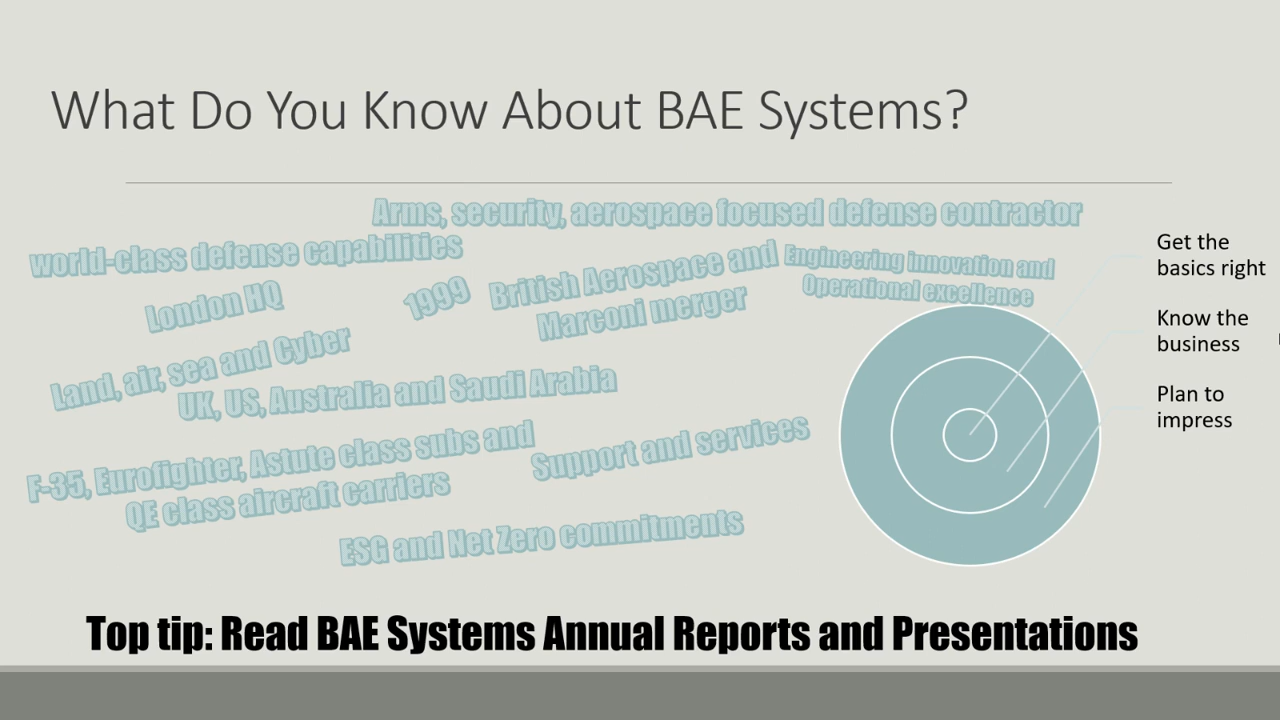 What Do You Know About BAE Systems?
Arms, security, aerospace focused defense contractor
world-class defense capabilities
London HQ
1999
British Aerospace and
Marconi merger
Engineering innovation and
Operational excellence
Land, air, sea and Cyber
UK, US, Australia and Saudi Arabia
F-35, Eurofighter, Astute class subs and
QE class aircraft carriers
Support and services
ESG and Net Zero commitments
Get the
basics right
Know the
business
Plan to
impress
Top tip: Read BAE Systems Annual Reports and Presentations